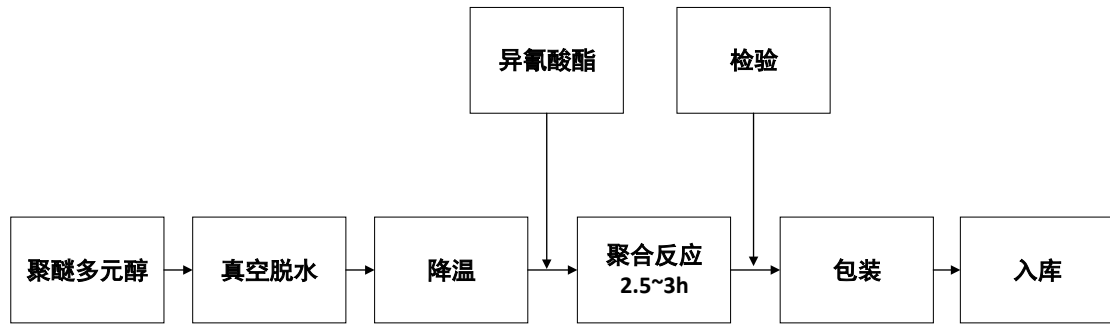 异氰酸酯
检验
聚醚多元醇
真空脱水
降温
聚合反应
2.5~3h
包装
入库